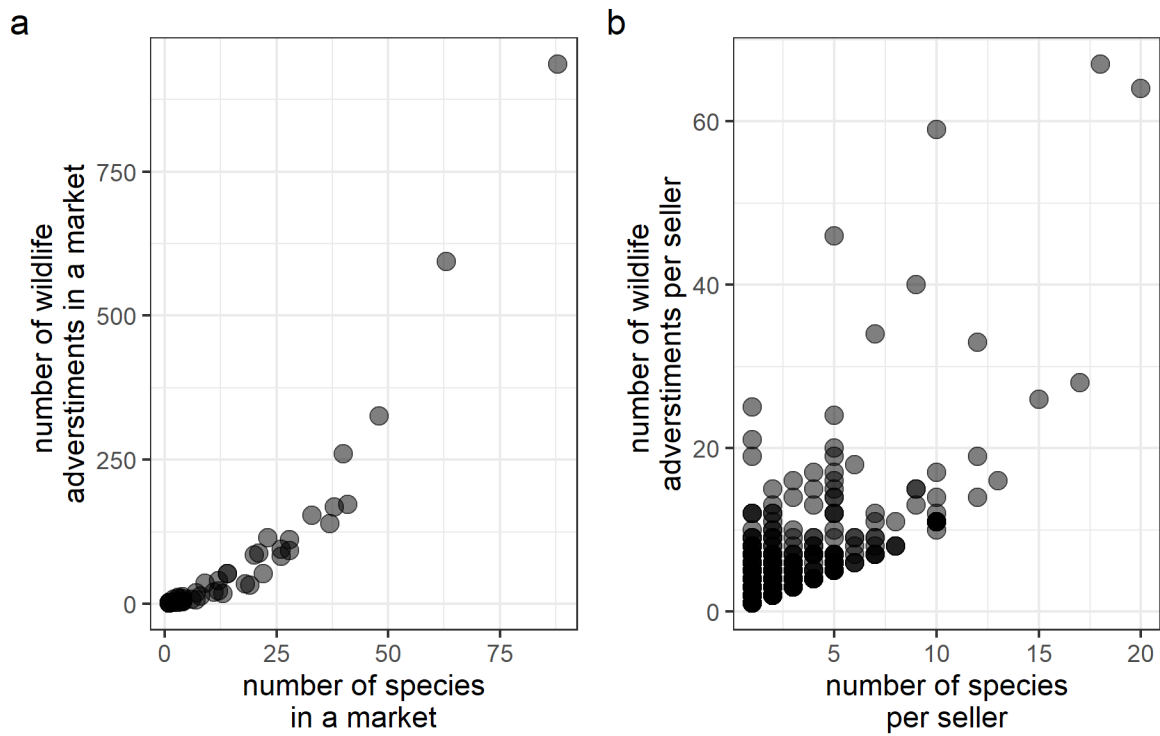 a
number of wildlife
adverstiments in a market
750
500
250
0
0 25 50 75
number of species
in a market
b
number of wildlife
adverstiments per seller
60
40
20
0
5 10 15 20
number of species
per seller